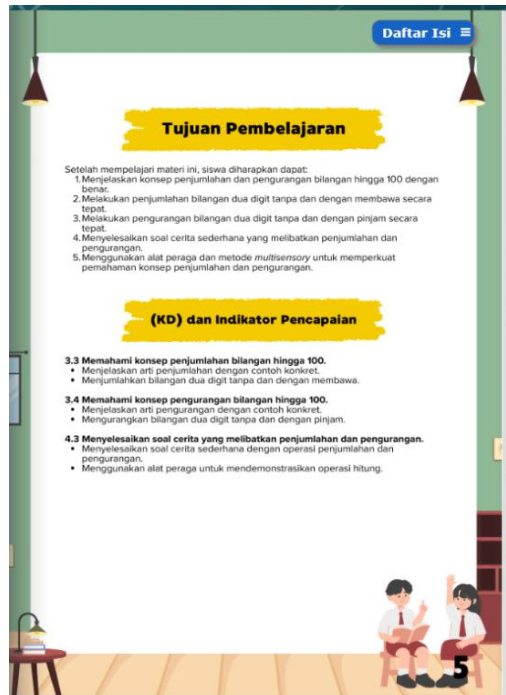 Daftar Isi
Tujuan Pembelajaran
Setelah mempelajari materi ini, siswa diharapkan dapat:
1. Menjelaskan konsep penjumlahan dan pengurangan bilangan hingga 100 dengan
benar.
2. Melakukan penjumlahan bilangan dua digit tanpa dan dengan membawa secara
tepat.
3. Melakukan pengurangan bilangan dua digit tanpa dan dengan pinjam secara
tepat.
4. Menyelesaikan soal cerita sederhana yang melibatkan penjumlahan dan
pengurangan.
5. Menggunakan alat peraga dan metode multisensory untuk memperkuat
pemahaman konsep penjumlahan dan pengurangan.
(KD) dan Indikator Pencapaian
3.3 Memahami konsep penjumlahan bilangan hingga 100.
• Menjelaskan arti penjumlahan dengan contoh konkret.
• Menjumlahkan bilangan dua digit tanpa dan dengan membawa.
3.4 Memahami konsep pengurangan bilangan hingga 100.
• Menjelaskan arti pengurangan dengan contoh konkret.
• Mengurangkan bilangan dua digit tanpa dan dengan pinjam.
4.3 Menyelesaikan soal cerita yang melibatkan penjumlahan dan pengurangan.
• Menyelesaikan soal cerita sederhana dengan operasi penjumlahan dan
pengurangan.
• Menggunakan alat peraga untuk mendemonstrasikan operasi hitung.
5